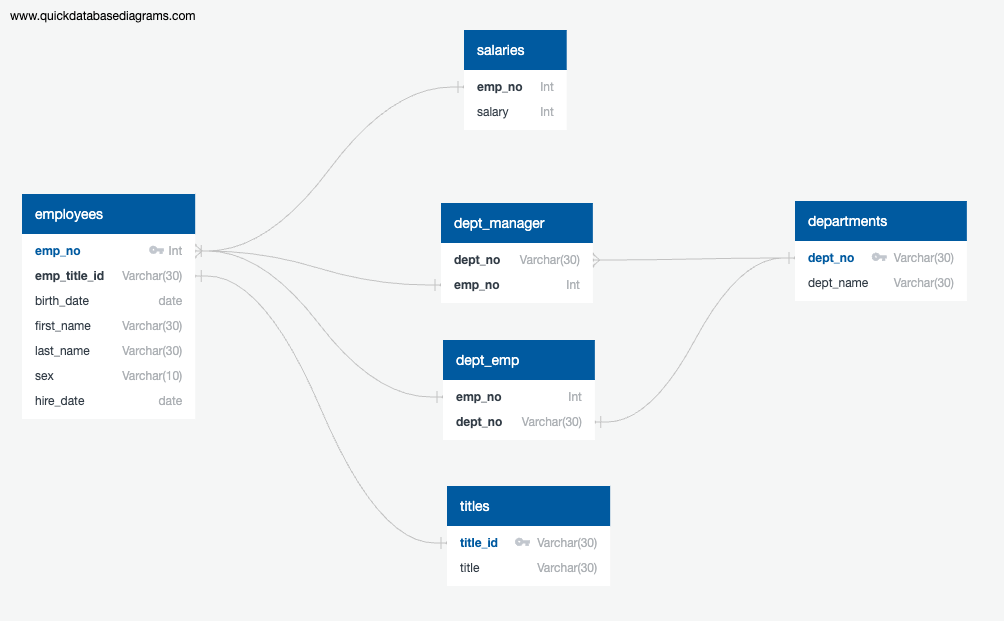 www.quickdatabasediagrams.com
salaries
emp_no Int
salary Int
employees
emp_no Int
emp_title_id Varchar(30)
birth_date date
first_name Varchar(30)
last_name Varchar(30)
sex Varchar(10)
hire_date date
dept_manager
dept_no Varchar(30)
emp_no Int
departments
dept_no Varchar(30)
dept_name Varchar(30)
dept_emp
emp_no Int
dept_no Varchar(30)
titles
title_id Varchar(30)
title Varchar(30)